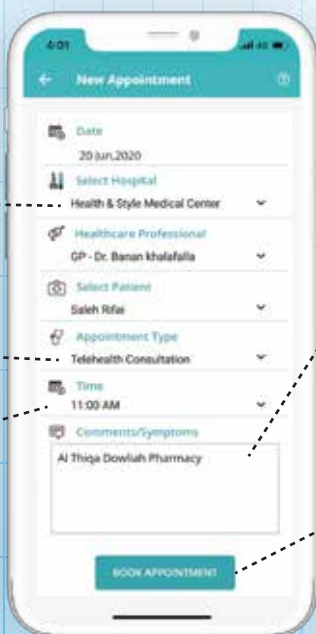 4:01
4G
New Appointment
Date
20 Jun,2020
Select Hospital
Health & Style Medical Center
Healthcare Professional
GP - Dr. Banan khalafalla
Select Patient
Saleh Rifai
Appointment Type
Telehealth Consultation
Time
11:00 AM
Comments/Symptoms
Al Thiqa Dowliah Pharmacy
BOOK APPOINTMENT